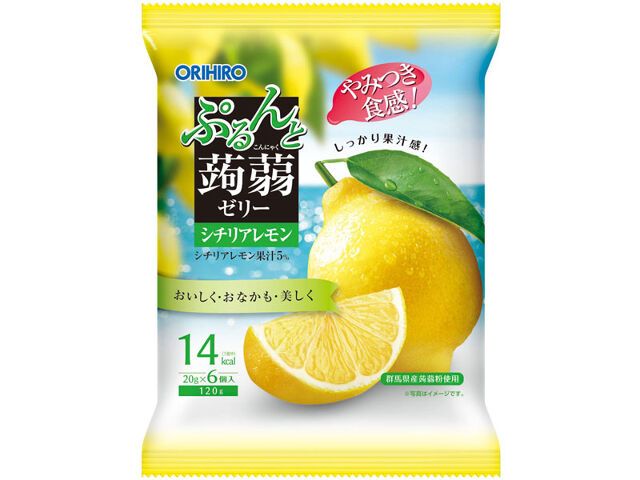 ORIHIRO
やみつき
食感!
ぷるんと
こんにゃく
蒟蒻
ゼリー
しっかり果汁感!
シチリアレモン
シチリアレモン果汁5%
おいしく・おなかも・美しく
14kcal
20g×6個入
120g
群馬県産蒟蒻粉使用
※写真はイメージです。